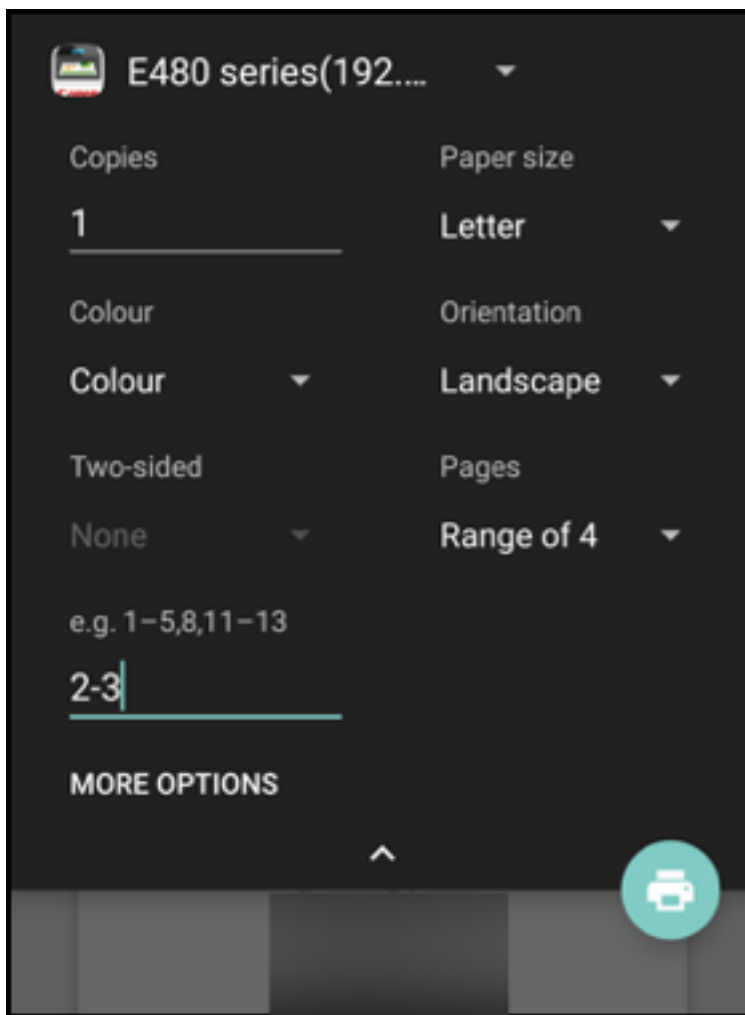 E480 series(192....
Copies
Paper size
1
Letter
Colour
Orientation
Colour
Landscape
Two-sided
Pages
None
Range of 4
e.g. 1–5,8,11–13
2-3
MORE OPTIONS